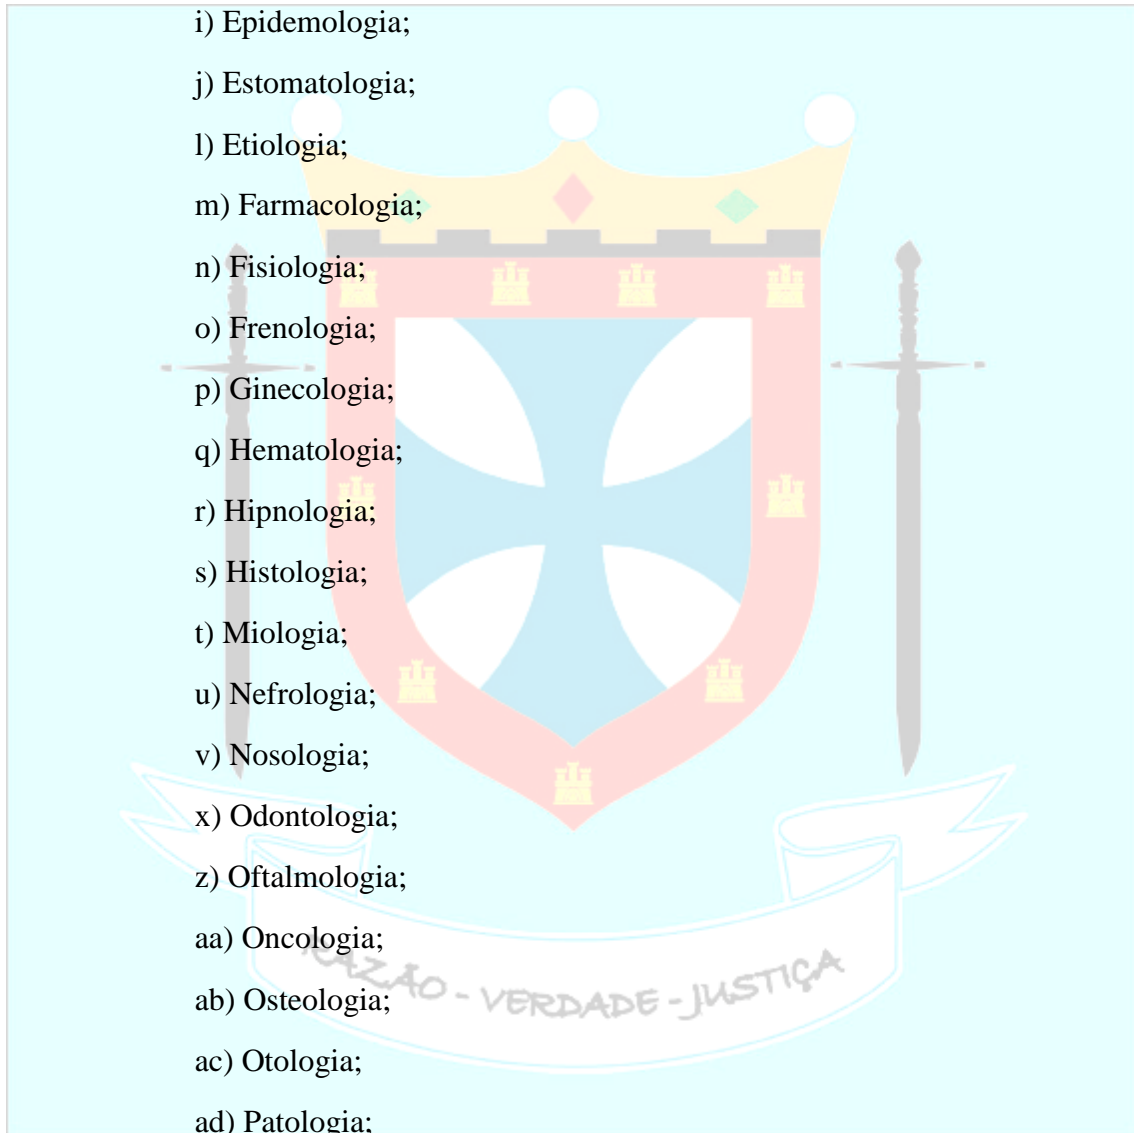 i) Epidemologia;
j) Estomatologia;
l) Etiologia;
m) Farmacologia;
n) Fisiologia;
o) Frenologia;
p) Ginecologia;
q) Hematologia;
r) Hipnologia;
s) Histologia;
t) Miologia;
u) Nefrologia;
v) Nosologia;
x) Odontologia;
z) Oftalmologia;
aa) Oncologia;
RAZÃO - VERDADE - JUSTIÇA
ab) Osteologia;
ac) Otologia;
ad) Patologia;